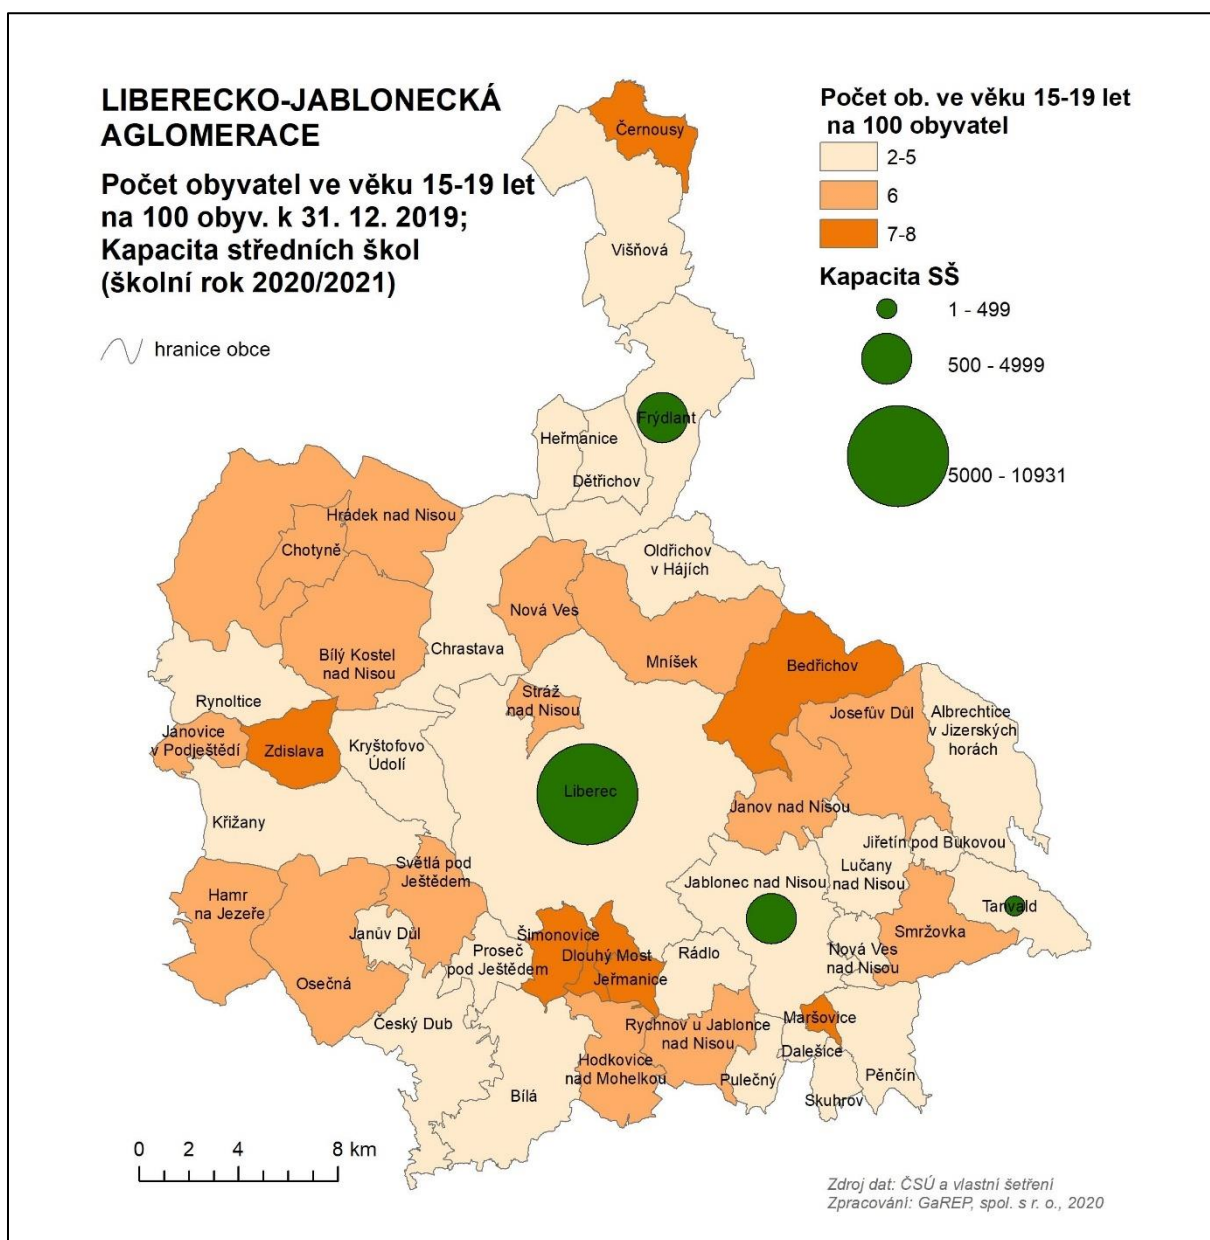 LIBERECKO-JABLONECKÁ
AGLOMERACE
Počet obyvatel ve věku 15-19 let
na 100 obyv. k 31. 12. 2019;
Kapacita středních škol
(školní rok 2020/2021)
hranice obce
Počet ob. ve věku 15-19 let
na 100 obyvatel
2-5
6
7-8
Kapacita SŠ
1 - 499
500 - 4999
5000 - 10931
Černousy
Višňová
Frýdlant
Heřmanice
Dětřichov
Hrádek nad Nisou
Chotyně
Oldřichov
v Hájích
Nová Ves
Chrastava
Bílý Kostel
nad Nisou
Mníšek
Bedřichov
Rynoltice
Stráž
nad Nisou
Josefův Důl
Albrechtice
v Jizerských
horách
Janovice
v Podještědí
Zdislava
Kryštofovo
Údolí
Liberec
Janov nad Nisou
Křižany
Jiřetín pod Bukovou
Světlá pod
Ještědem
Lučany
nad Nisou
Jablonec nad Nisou
Hamr
na Jezeře
Tanvald
Janův Důl
Šimonovice
Smržovka
Proseč
pod Ještědem
Dlouhý Most
Rádlo
Nová Ves
nad Nisou
Jeřmanice
Osečná
Český Dub
Maršovice
Rychnov u Jablonce
nad Nisou
Dalešice
Hodkovice
nad Mohelkou
Pulečný
Pěnčín
Bílá
Skuhrov
0 2 4 8 km
Zdroj dat: ČSÚ a vlastní šetření
Zpracování: GaREP, spol. s r. o., 2020